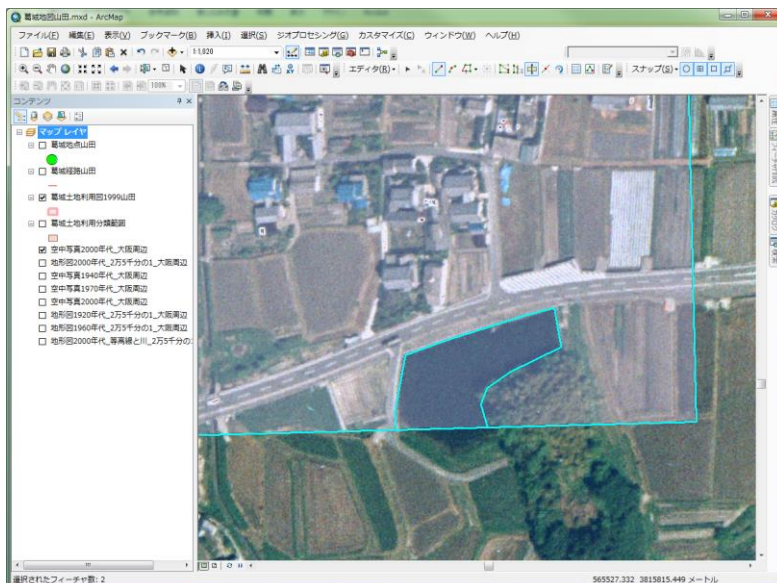 葛城地図山田.mxd - ArcMap
ファイル(F) 編集(E) 表示(V) ブックマーク(B) 挿入(I) 選択(S) ジオプロセシング(G) カスタマイズ(C) ウィンドウ(W) ヘルプ(H)
1:1,020
エディタ(R)
スナップ(S)
100%
コンテンツ
マップ レイヤ
葛城地点山田
葛城経路山田
葛城土地利用図1999山田
葛城土地利用分類範囲
空中写真2000年代_大阪周辺
地形図2000年代_2万5千分の1_大阪周辺
空中写真1940年代_大阪周辺
空中写真1970年代_大阪周辺
空中写真2000年代_大阪周辺
地形図1920年代_2万5千分の1_大阪周辺
地形図1960年代_2万5千分の1_大阪周辺
地形図2000年代_等高線と川_2万5千分の
カタログ
検索
選択されたフィーチャ数: 2
565527.332 3815815.449 メートル